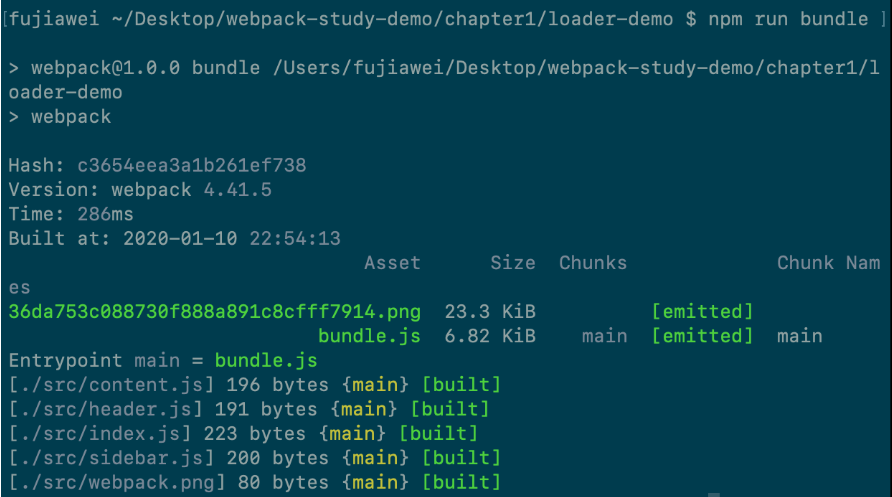 [fujiawei ~/Desktop/webpack-study-demo/chapter1/loader-demo $ npm run bundle ]
> webpack@1.0.0 bundle /Users/fujiawei/Desktop/webpack-study-demo/chapter1/l
oader-demo
> webpack
Hash: c3654eea3a1b261ef738
Version: webpack 4.41.5
Time: 286ms
Built at: 2020-01-10 22:54:13
Asset Size Chunks Chunk Nam
es
36da753c088730f888a891c8cfff7914.png 23.3 KiB [emitted]
bundle.js 6.82 KiB main [emitted] main
Entrypoint main = bundle.js
[./src/content.js] 196 bytes {main} [built]
[./src/header.js] 191 bytes {main} [built]
[./src/index.js] 223 bytes {main} [built]
[./src/sidebar.js] 200 bytes {main} [built]
[./src/webpack.png] 80 bytes {main} [built]